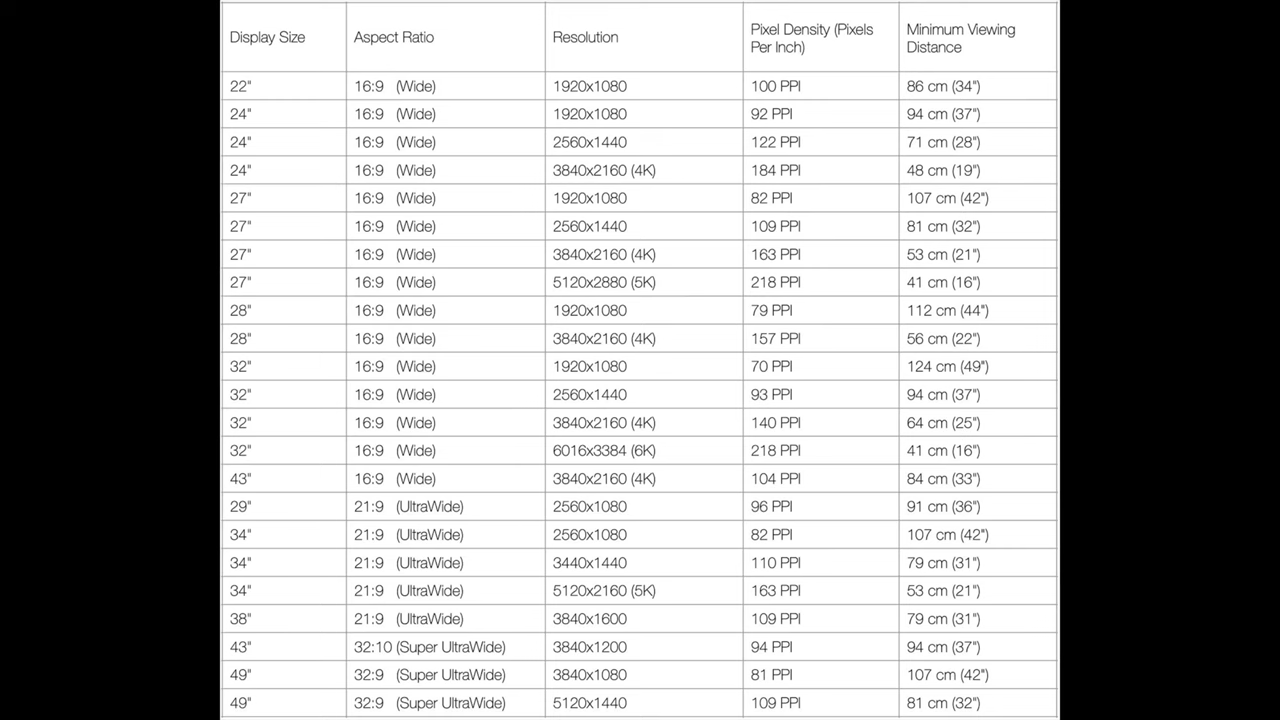 Display Size Aspect Ratio Resolution Pixel Density (Pixels Per Inch) Minimum Viewing Distance
22" 16:9 (Wide) 1920x1080 100 PPI 86 cm (34")
24" 16:9 (Wide) 1920x1080 92 PPI 94 cm (37")
24" 16:9 (Wide) 2560x1440 122 PPI 71 cm (28")
24" 16:9 (Wide) 3840x2160 (4K) 184 PPI 48 cm (19")
27" 16:9 (Wide) 1920x1080 82 PPI 107 cm (42")
27" 16:9 (Wide) 2560x1440 109 PPI 81 cm (32")
27" 16:9 (Wide) 3840x2160 (4K) 163 PPI 53 cm (21")
27" 16:9 (Wide) 5120x2880 (5K) 218 PPI 41 cm (16")
28" 16:9 (Wide) 1920x1080 79 PPI 112 cm (44")
28" 16:9 (Wide) 3840x2160 (4K) 157 PPI 56 cm (22")
32" 16:9 (Wide) 1920x1080 70 PPI 124 cm (49")
32" 16:9 (Wide) 2560x1440 93 PPI 94 cm (37")
32" 16:9 (Wide) 3840x2160 (4K) 140 PPI 64 cm (25")
32" 16:9 (Wide) 6016x3384 (6K) 218 PPI 41 cm (16")
43" 16:9 (Wide) 3840x2160 (4K) 104 PPI 84 cm (33")
29" 21:9 (UltraWide) 2560x1080 96 PPI 91 cm (36")
34" 21:9 (UltraWide) 2560x1080 82 PPI 107 cm (42")
34" 21:9 (UltraWide) 3440x1440 110 PPI 79 cm (31")
34" 21:9 (UltraWide) 5120x2160 (5K) 163 PPI 53 cm (21")
38" 21:9 (UltraWide) 3840x1600 109 PPI 79 cm (31")
43" 32:10 (Super UltraWide) 3840x1200 94 PPI 94 cm (37")
49" 32:9 (Super UltraWide) 3840x1080 81 PPI 107 cm (42")
49" 32:9 (Super UltraWide) 5120x1440 109 PPI 81 cm (32")